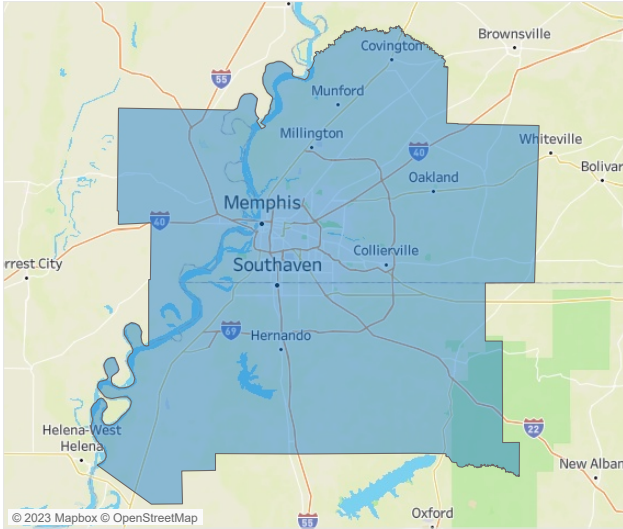 Covington
Brownsville
55
Munford
Millington
40
Whiteville
Bolivar
Oakland
Memphis
40
Collierville
rrest City
Southaven
69
Hernando
Helena-West
Helena
22
New Alban
Oxford
55
© 2023 Mapbox © OpenStreetMap